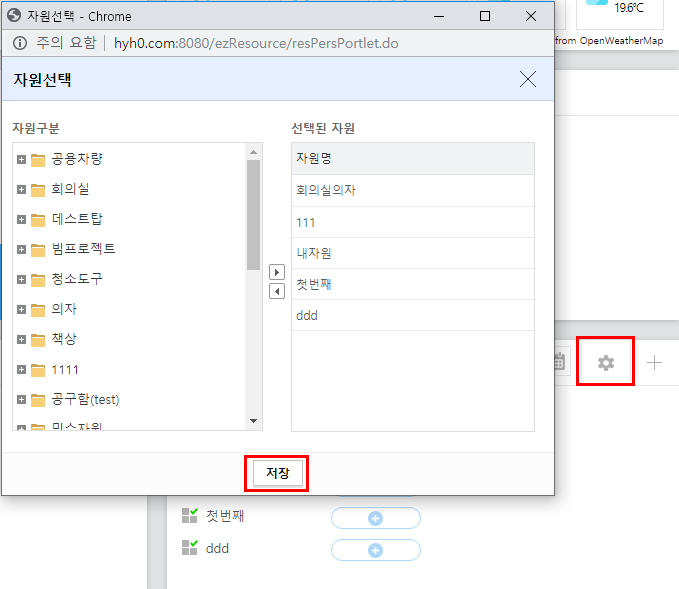 자원선택 - Chrome
19.6℃
주의 요함 | hyh0.com:8080/ezResource/resPersPortlet.do
from OpenWeatherMap
자원선택
자원구분
선택된 자원
공용차량
회의실
데스트탑
빔프로젝트
청소도구
의자
책상
1111
공구함(test)
민수자원
자원명
회의실의자
111
내자원
첫번째
ddd
저장
첫번째
ddd